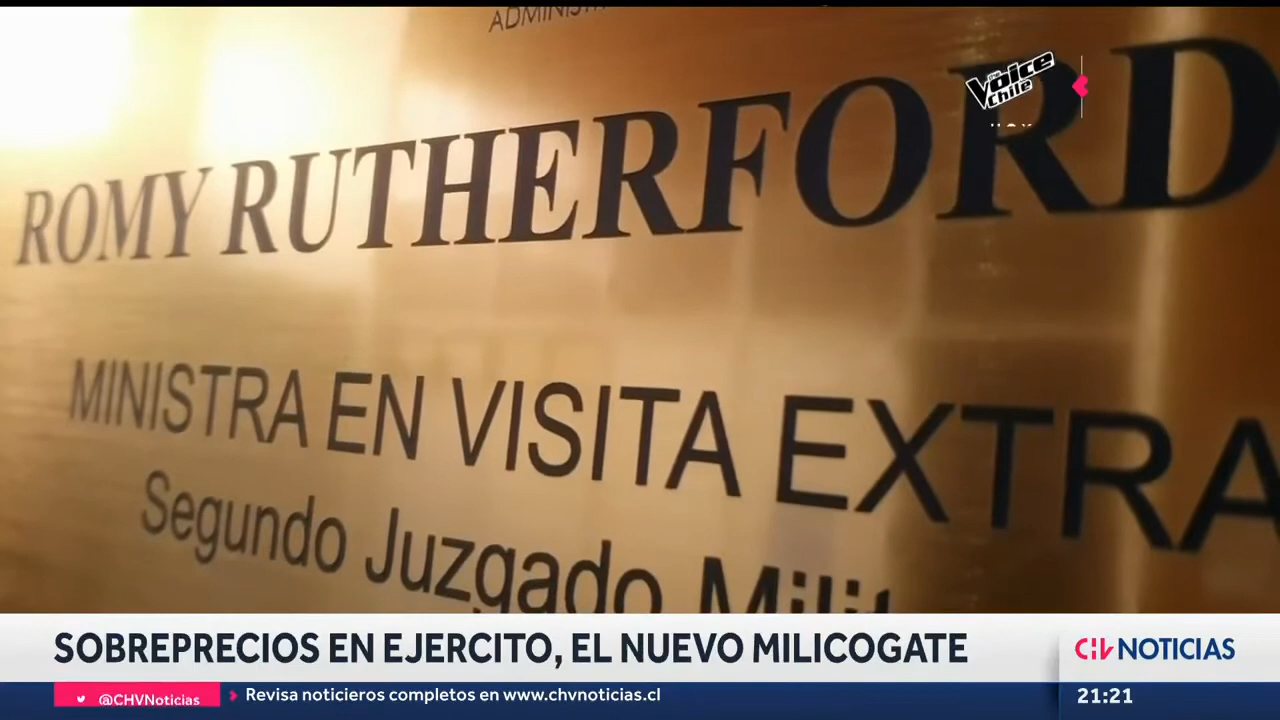 ROMY RUTHERFORD
The Voice
Chile
MINISTRA EN VISITA EXTRA
Segundo Juzgado
SOBREPRECIOS EN EJERCITO, EL NUEVO MILICOGATE
CHV NOTICIAS
@CHVNoticias
Revisa noticieros completos en www.chvnoticias.cl
21:21